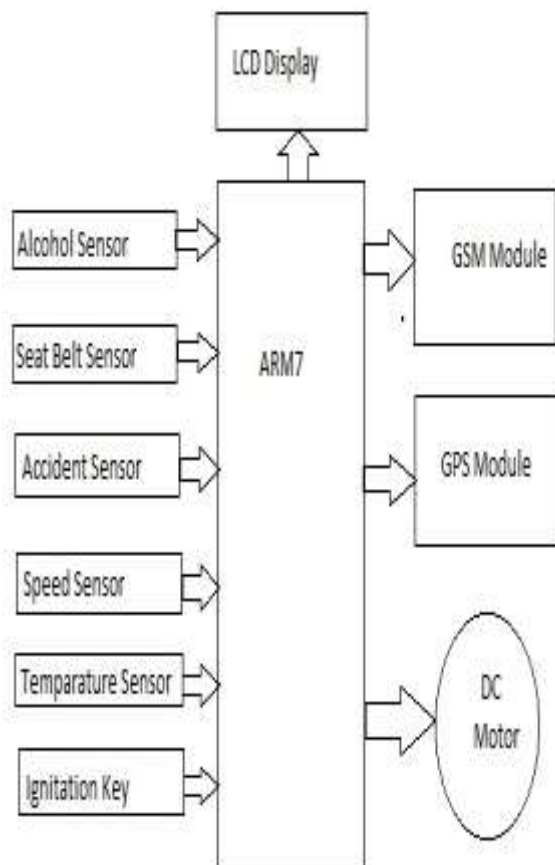 LCD Display
Alcohol Sensor
Seat Belt Sensor
Accident Sensor
Speed Sensor
Temparature Sensor
Ignitation Key
ARM7
GSM Module
GPS Module
DC
Motor